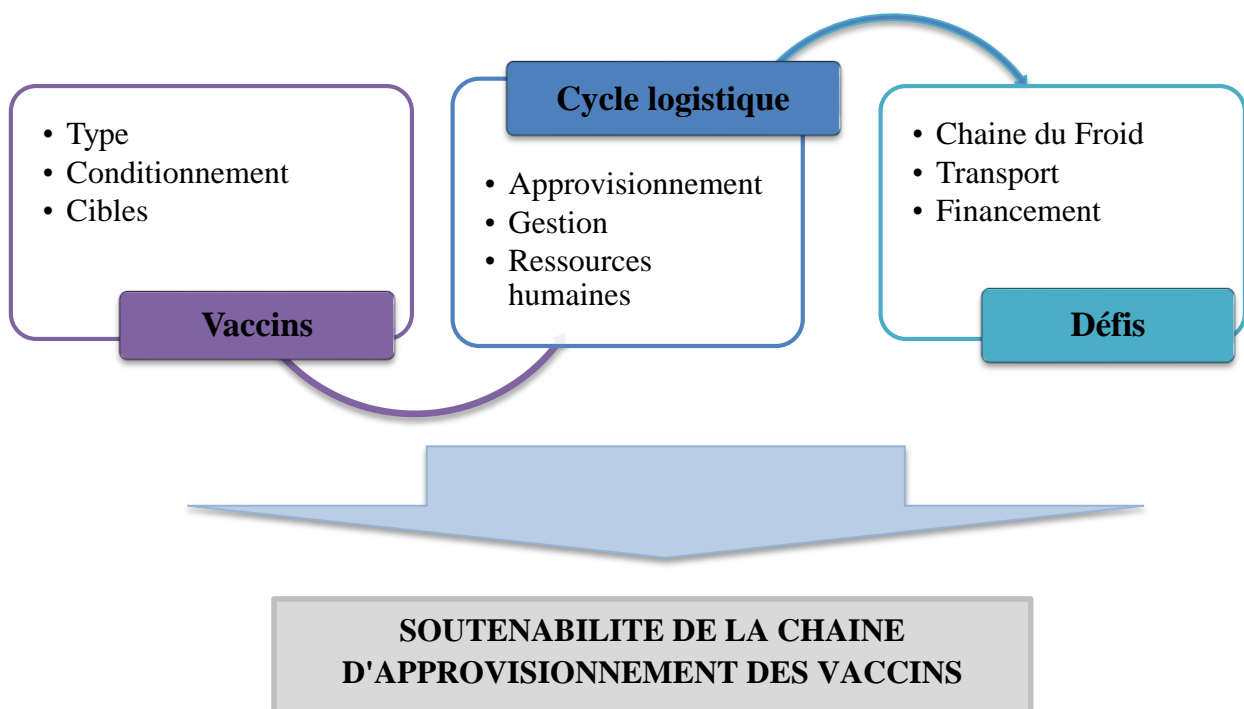 • Type
• Conditionnement
• Cibles
Vaccins
Cycle logistique
• Approvisionnement
• Gestion
• Ressources
humaines
• Chaine du Froid
• Transport
• Financement
Défis
SOUTENABILITE DE LA CHAINE
D'APPROVISIONNEMENT DES VACCINS